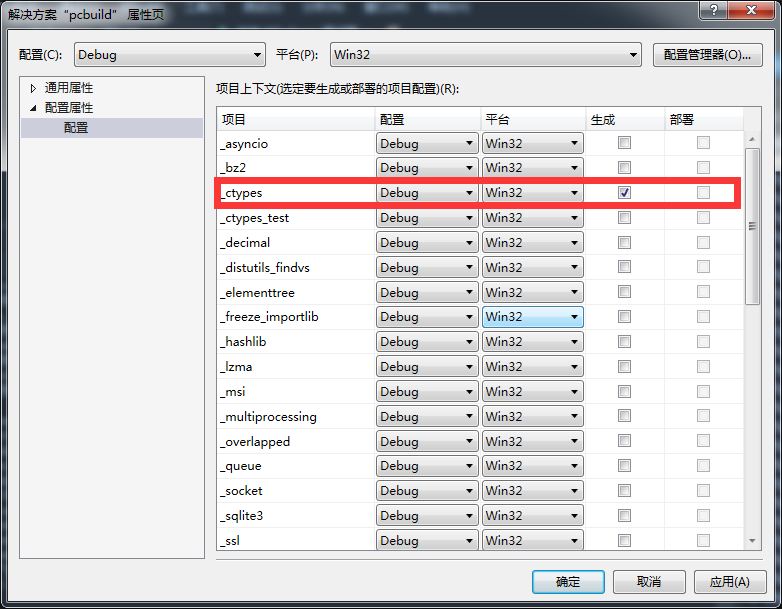 解决方案“pcbuild” 属性页
配置(C): Debug 平台(P): Win32 配置管理器(O)...
通用属性
配置属性
配置
项目上下文(选定要生成或部署的项目配置)(R):
项目 配置 平台 生成 部署
_asyncio Debug Win32
_bz2 Debug Win32
_ctypes Debug Win32
_ctypes_test Debug Win32
_decimal Debug Win32
_distutils_findvs Debug Win32
_elementtree Debug Win32
_freeze_importlib Debug Win32
_hashlib Debug Win32
_lzma Debug Win32
_msi Debug Win32
_multiprocessing Debug Win32
_overlapped Debug Win32
_queue Debug Win32
_socket Debug Win32
_sqlite3 Debug Win32
_ssl Debug Win32
确定 取消 应用(A)